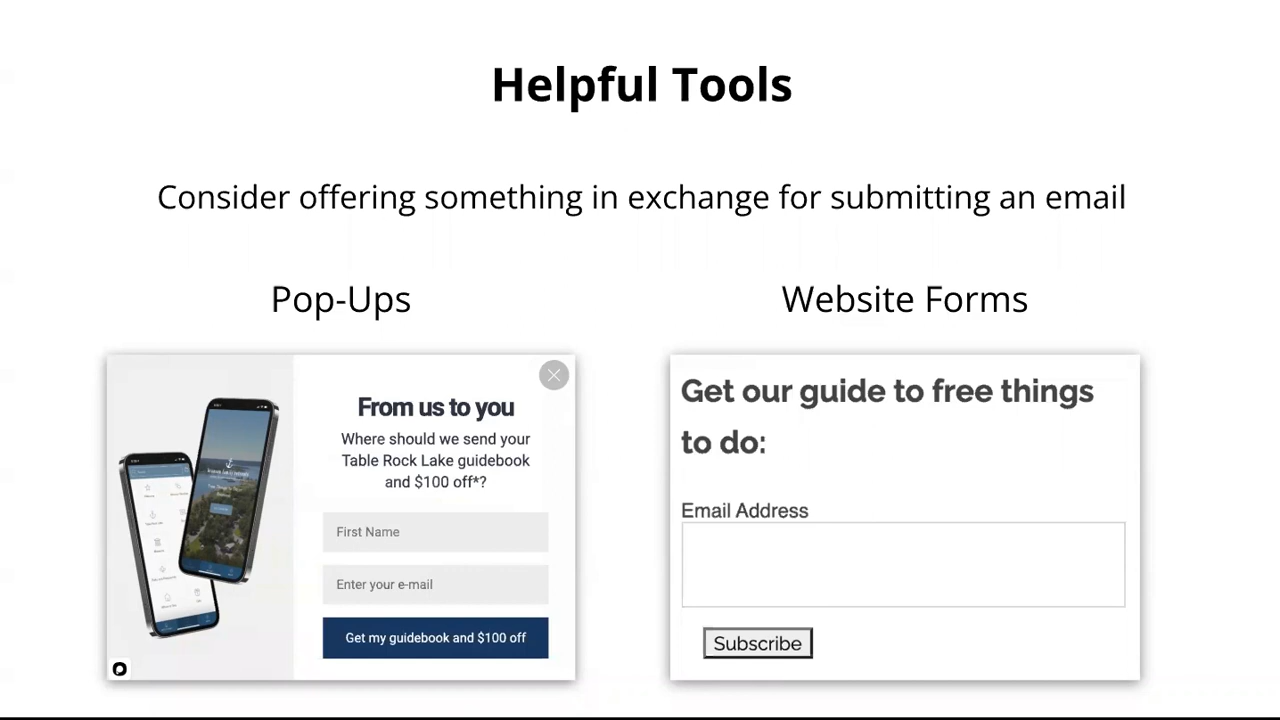 Helpful Tools
Consider offering something in exchange for submitting an email
Pop-Ups
Website Forms
From us to you
Where should we send your
Table Rock Lake guidebook
and $100 off*?
First Name
Enter your e-mail
Get my guidebook and $100 off
Get our guide to free things
to do:
Email Address
Subscribe